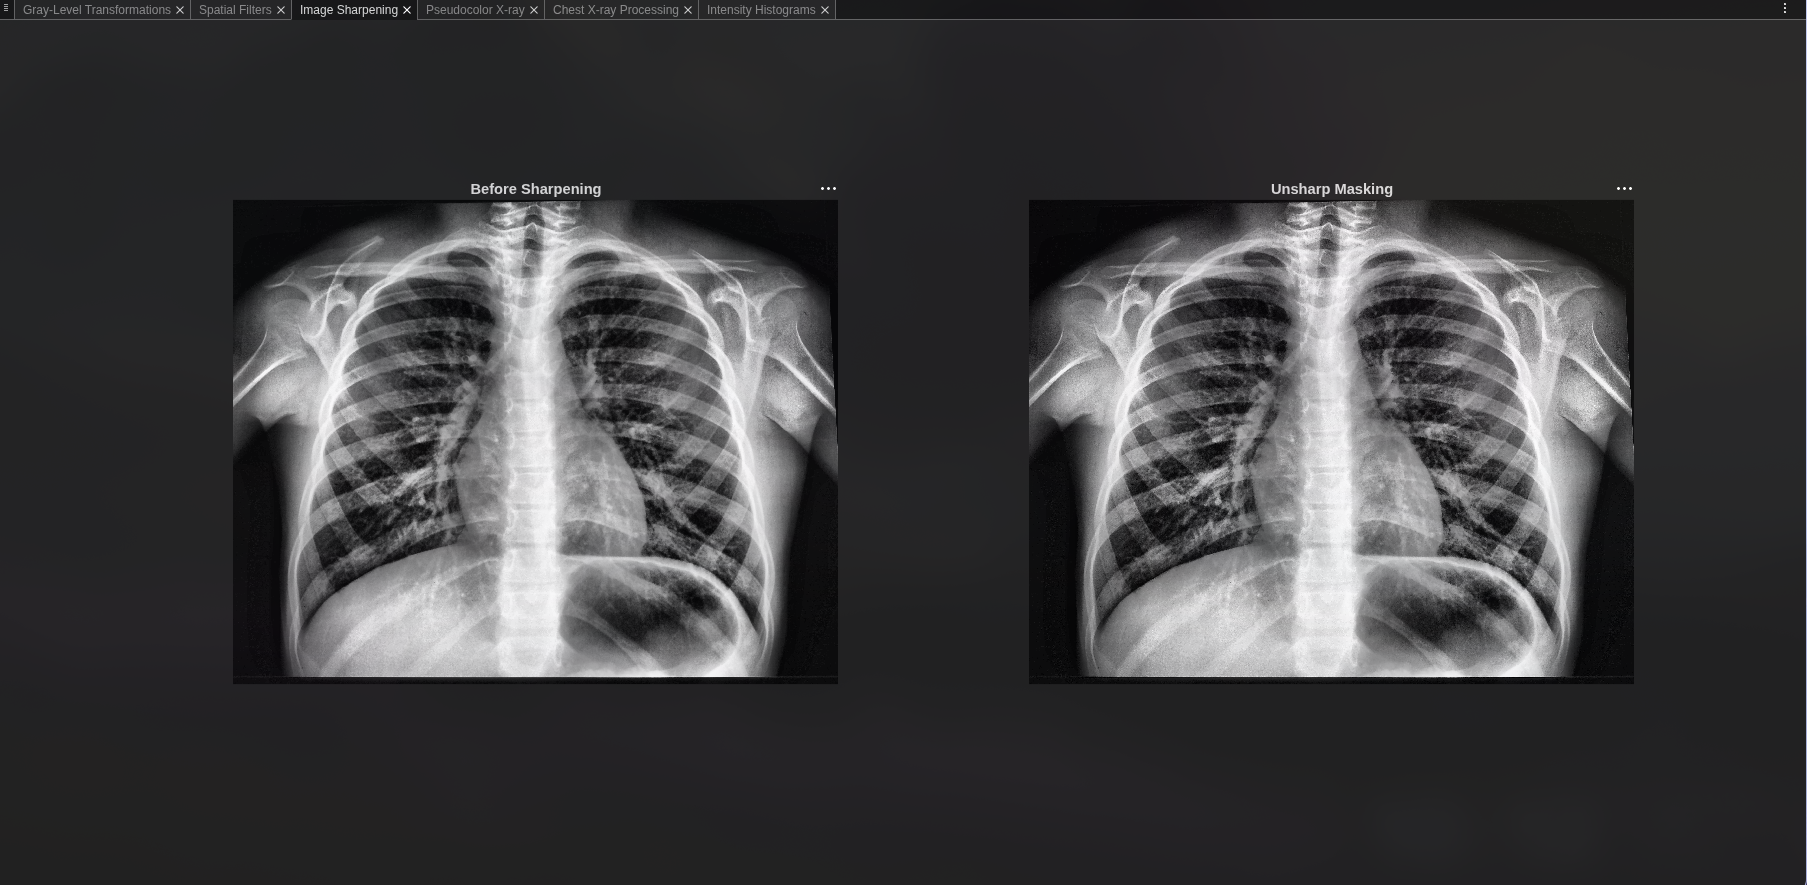 Gray-Level Transformations
Spatial Filters
Image Sharpening
Pseudocolor X-ray
Chest X-ray Processing
Intensity Histograms
Before Sharpening
Unsharp Masking